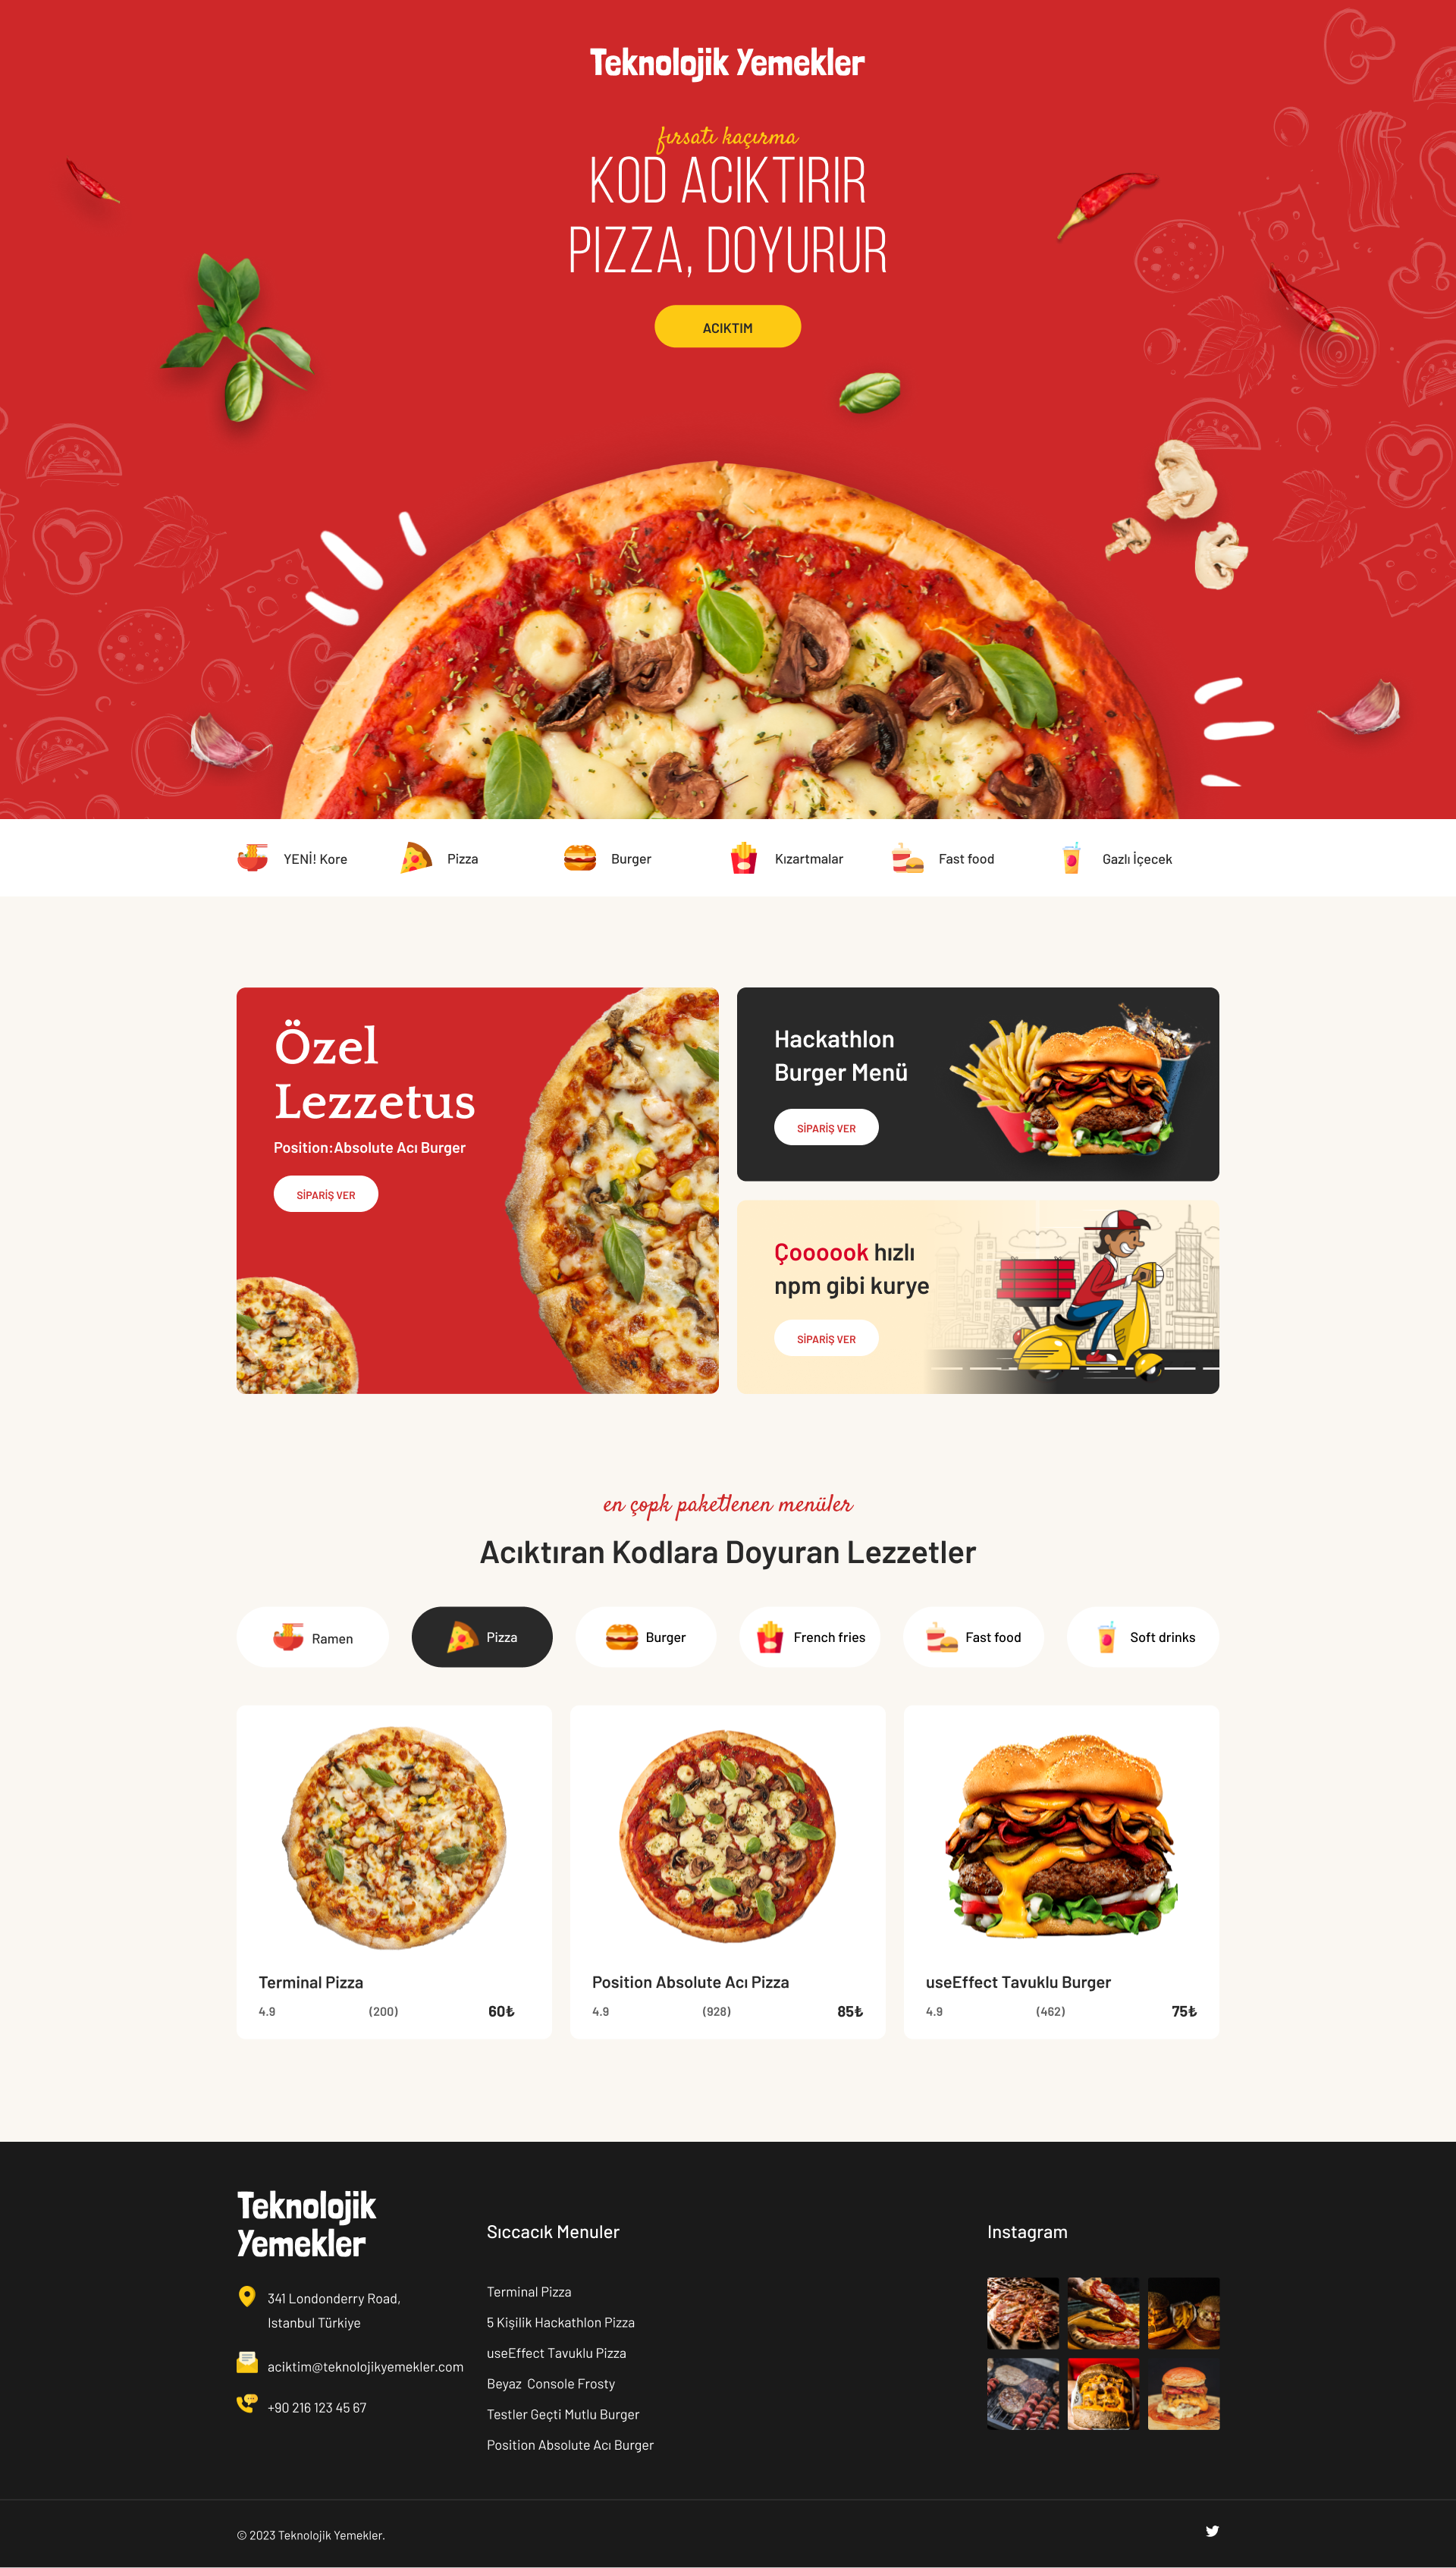 Teknolojik Yemekler
fırsatı kaçırma
KOD ACIKTIRIR
PIZZA, DOYURUR
ACIKTIM
YENİ! Kore
Pizza
Burger
Kızartmalar
Fast food
Gazlı İçecek
Özel
Lezzetus
Position:Absolute Acı Burger
SİPARİŞ VER
Hackathlon
Burger Menü
SİPARİŞ VER
Çoooook hızlı
npm gibi kurye
SİPARİŞ VER
en çopk paketlenen menüler
Acıktıran Kodlara Doyuran Lezzetler
Ramen
Pizza
Burger
French fries
Fast food
Soft drinks
Terminal Pizza
4.9 (200) 60₺
Position Absolute Acı Pizza
4.9 (928) 85₺
useEffect Tavuklu Burger
4.9 (462) 75₺
Teknolojik
Yemekler
341 Londonderry Road,
Istanbul Türkiye
aciktim@teknolojikyemekler.com
+90 216 123 45 67
Sıccacık Menuler
Terminal Pizza
5 Kişilik Hackathlon Pizza
useEffect Tavuklu Pizza
Beyaz  Console Frosty
Testler Geçti Mutlu Burger
Position Absolute Acı Burger
Instagram
© 2023 Teknolojik Yemekler.